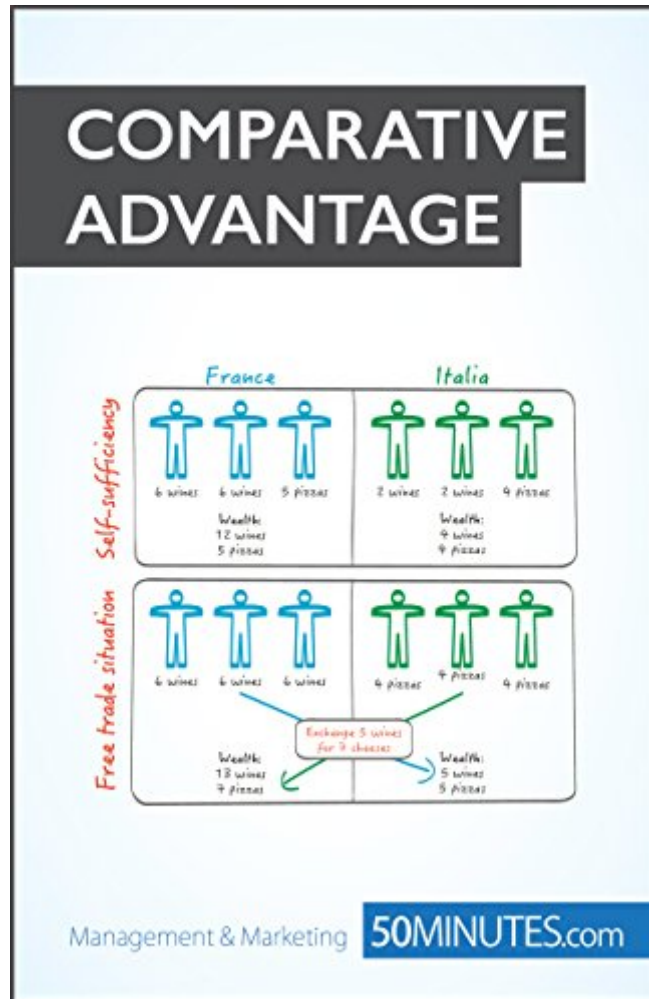 COMPARATIVE
ADVANTAGE
France
Italia
Self-sufficiency
6 wines
6 wines
5 pizzas
2 wines
2 wines
4 pizzas
Wealth:
12 wines
5 pizzas
Wealth:
4 wines
4 pizzas
Free trade situation
6 wines
6 wines
6 wines
4 pizzas
4 pizzas
4 pizzas
Exchange 5 wines
for 7 cheeses
Wealth:
13 wines
7 pizzas
Wealth:
5 wines
5 pizzas
Management & Marketing
50MINUTES.com